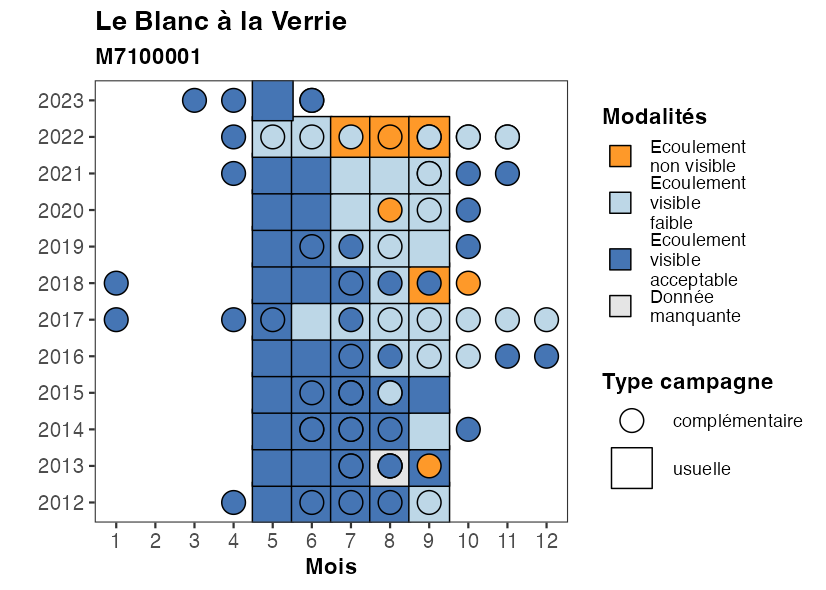 Le Blanc à la Verrie
M7100001
2023
2022
2021
2020
2019
2018
2017
2016
2015
2014
2013
2012
1 2 3 4 5 6 7 8 9 10 11 12
Mois
Modalités
Ecoulement
non visible
Ecoulement
visible
faible
Ecoulement
visible
acceptable
Donnée
manquante
Type campagne
complémentaire
usuelle